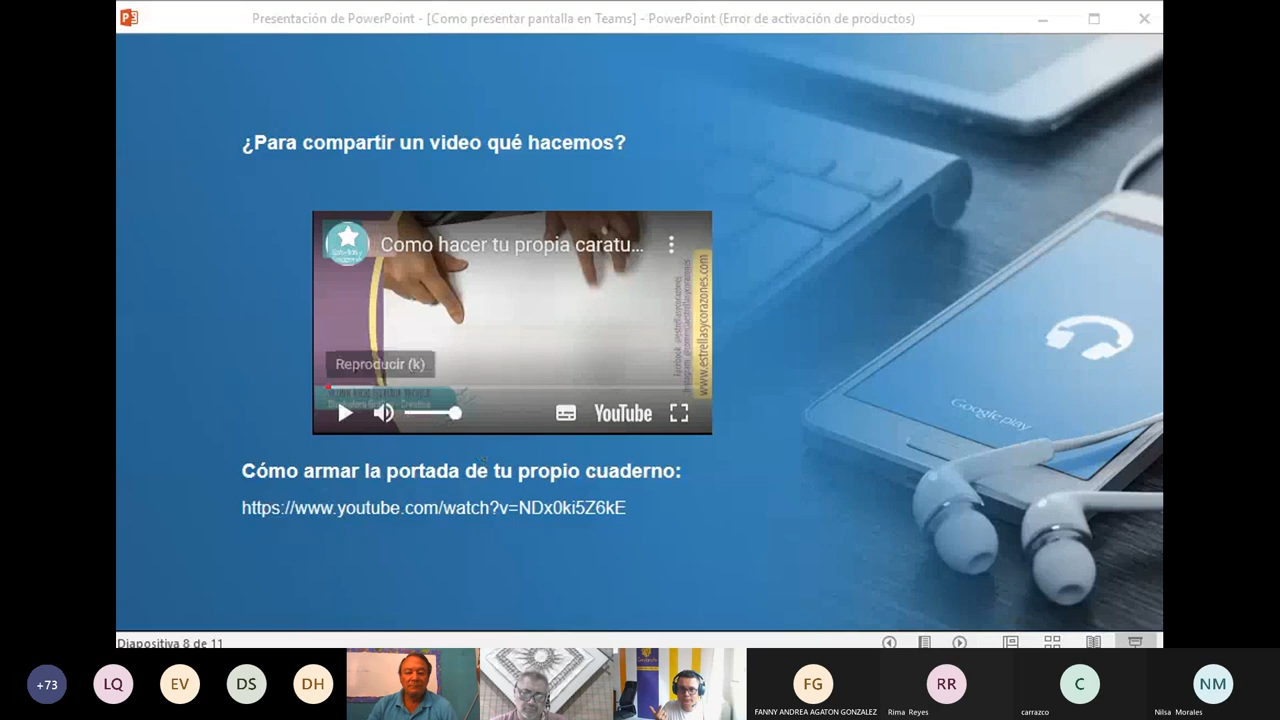 Presentación de PowerPoint - [Como presentar pantalla en Teams] - PowerPoint (Error de activación de productos)
¿Para compartir un video qué hacemos?
Como hacer tu propia caratu...
www.estrellasycorazones.com
Reproducir (k)
YouTube
Cómo armar la portada de tu propio cuaderno:
https://www.youtube.com/watch?v=NDx0ki5Z6kE
Google play
Diapositiva 8 de 11
+73
LQ
EV
DS
DH
FG
RR
C
NM
FANNY ANDREA AGATON GONZALEZ
Rima Reyes
carrazco
Nilsa Morales